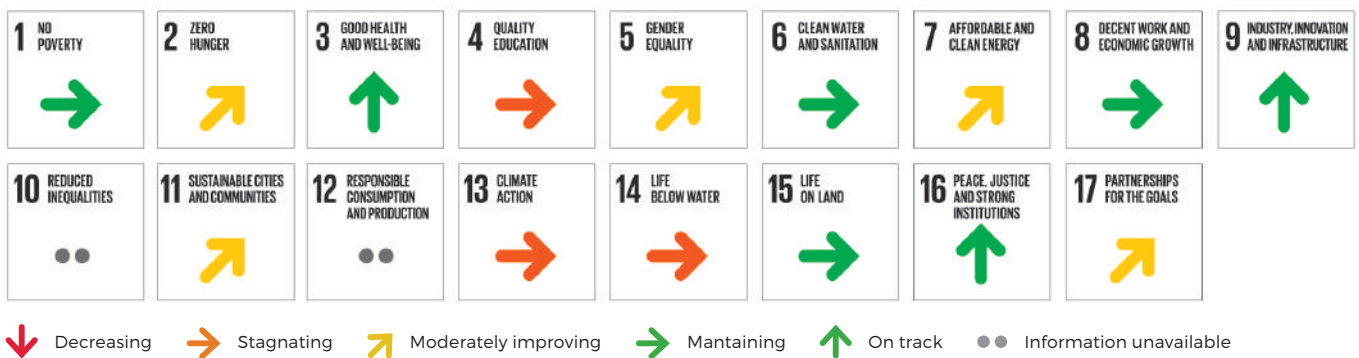 1 NO
POVERTY
2 ZERO
HUNGER
3 GOOD HEALTH
AND WELL-BEING
4 QUALITY
EDUCATION
5 GENDER
EQUALITY
6 CLEAN WATER
AND SANITATION
7 AFFORDABLE AND
CLEAN ENERGY
8 DECENT WORK AND
ECONOMIC GROWTH
9 INDUSTRY, INNOVATION
AND INFRASTRUCTURE
10 REDUCED
INEQUALITIES
11 SUSTAINABLE CITIES
AND COMMUNITIES
12 RESPONSIBLE
CONSUMPTION
AND PRODUCTION
13 CLIMATE
ACTION
14 LIFE
BELOW WATER
15 LIFE
ON LAND
16 PEACE, JUSTICE
AND STRONG
INSTITUTIONS
17 PARTNERSHIPS
FOR THE GOALS
Decreasing Stagnating Moderately improving Mantaining On track Information unavailable